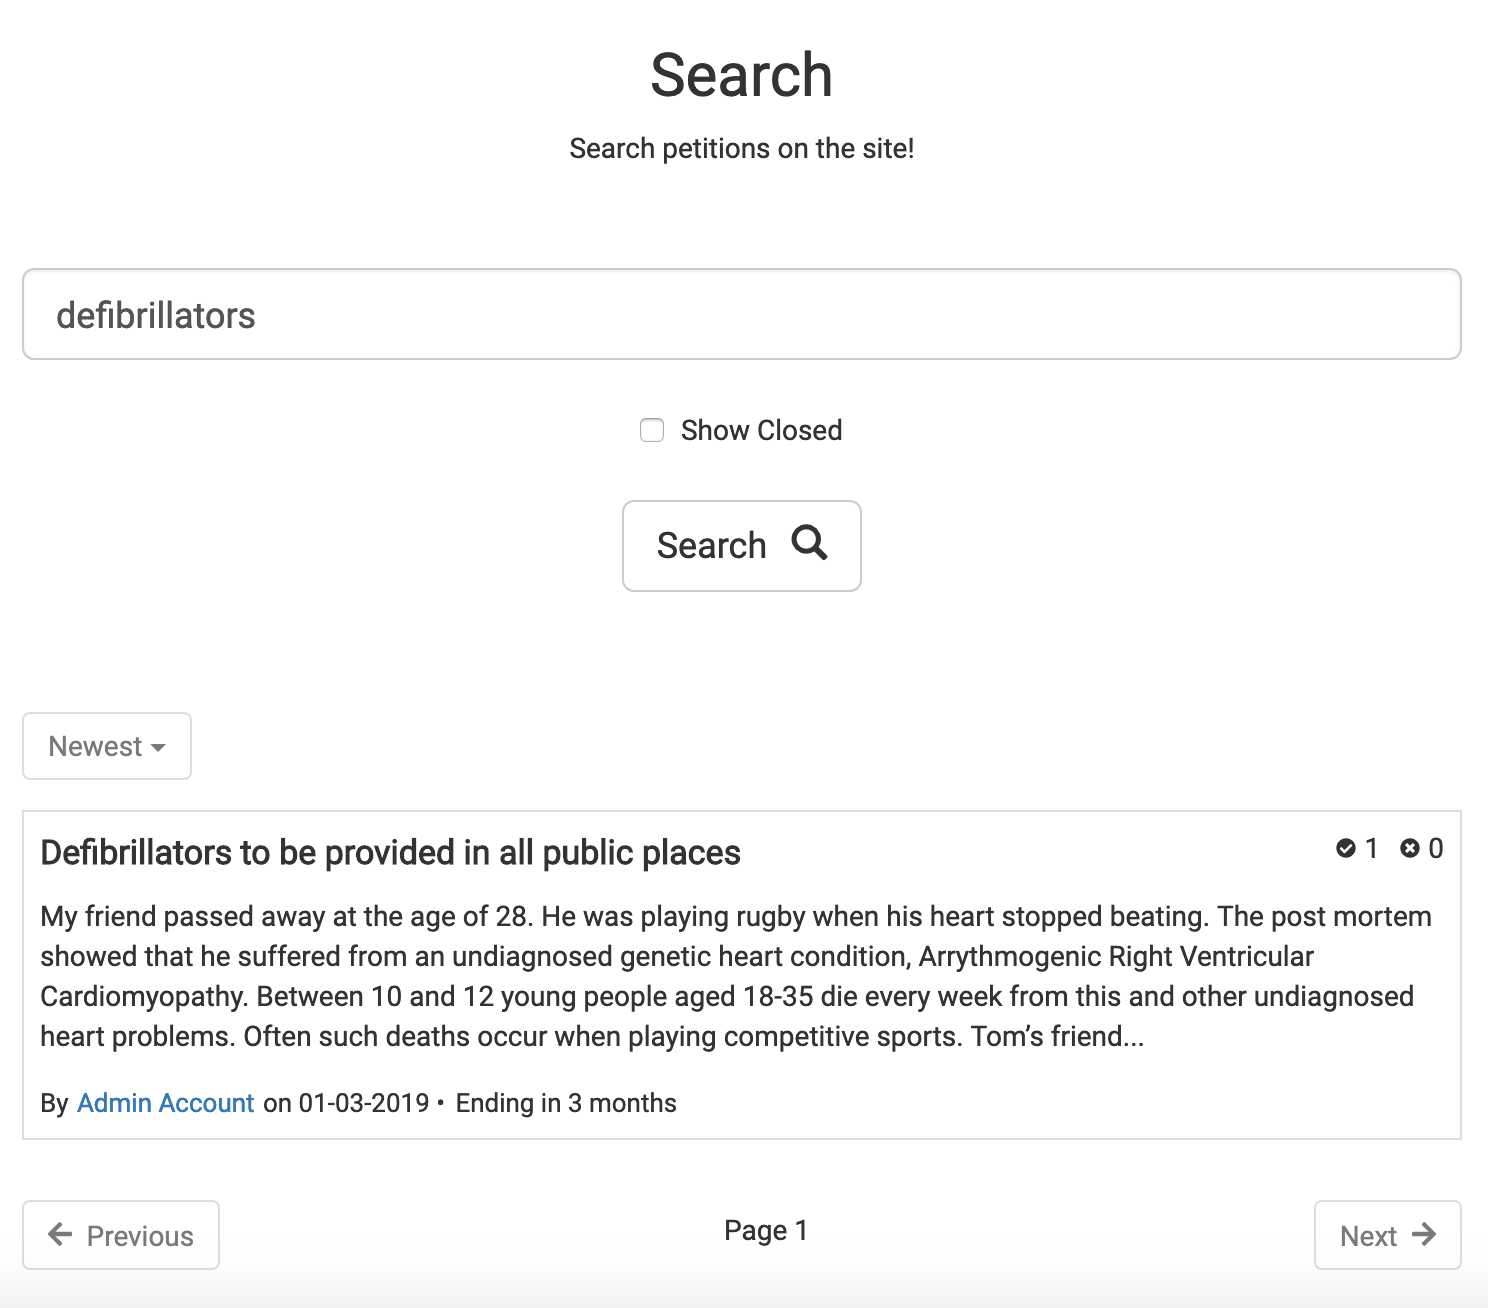 Search
Search petitions on the site!
defibrillators
Show Closed
Search
Newest
Defibrillators to be provided in all public places
1 0
My friend passed away at the age of 28. He was playing rugby when his heart stopped beating. The post mortem
showed that he suffered from an undiagnosed genetic heart condition, Arrythmogenic Right Ventricular
Cardiomyopathy. Between 10 and 12 young people aged 18-35 die every week from this and other undiagnosed
heart problems. Often such deaths occur when playing competitive sports. Tom’s friend...
By Admin Account on 01-03-2019 • Ending in 3 months
Previous
Page 1
Next